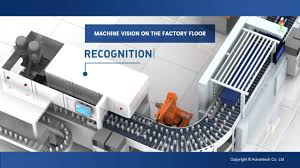 MACHINE VISION ON THE FACTORY FLOOR
RECOGNITION
Copyright © Advantech Co. Ltd